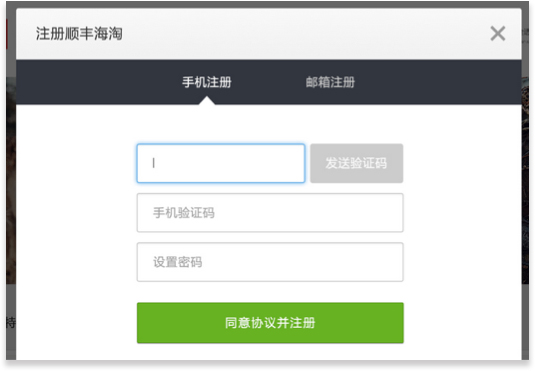 注册顺丰海淘
手机注册
邮箱注册
发送验证码
手机验证码
设置密码
特
同意协议并注册